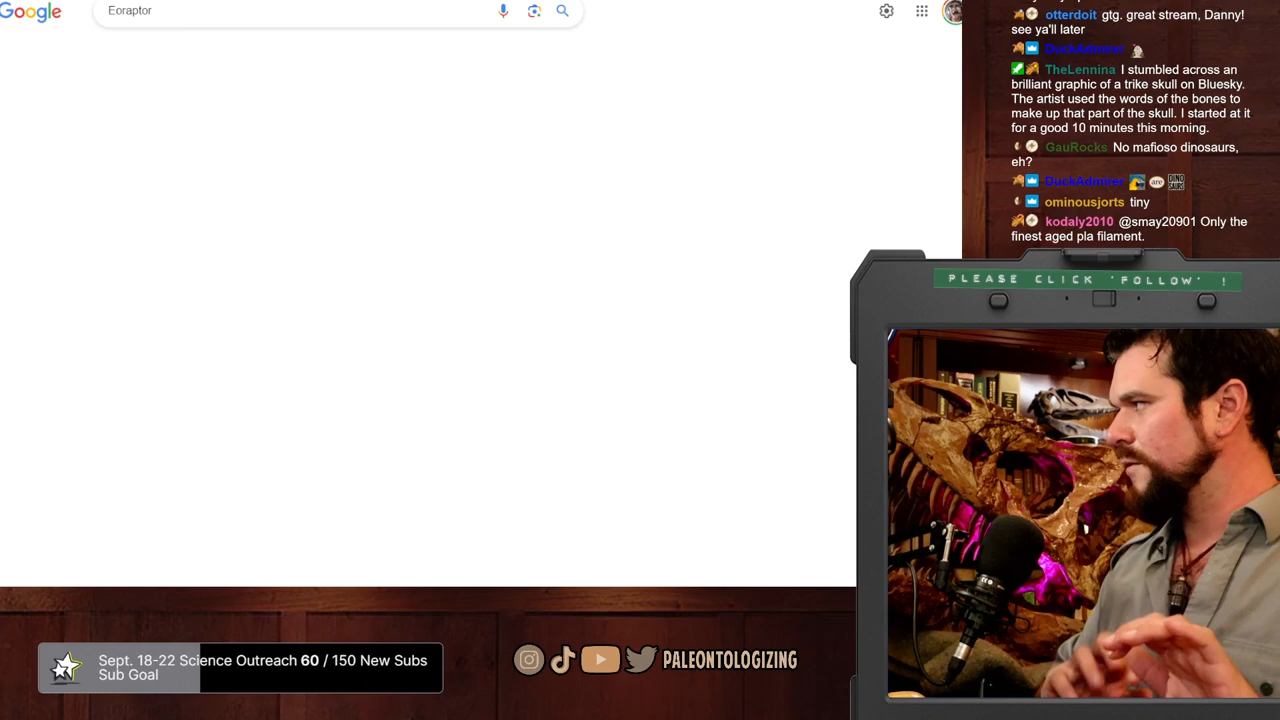 Google
Eoraptor
otterdoit gtg. great stream, Danny!
see ya'll later
DuckAdmirer
TheLennina I stumbled across an
brilliant graphic of a trike skull on Bluesky.
The artist used the words of the bones to
make up that part of the skull. I started at it
for a good 10 minutes this morning.
GauRocks No mafioso dinosaurs,
eh?
DuckAdmirer are DINOSAURS
ominousjorts tiny
kodaly2010 @smay20901 Only the
finest aged pla filament.
PLEASE CLICK 'FOLLOW' !
Sept. 18-22 Science Outreach 60 / 150 New Subs
Sub Goal
PALEONTOLOGIZING